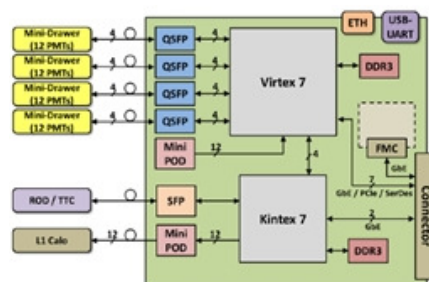 ETH
USB-UART
Mini-Drawer
(12 PMTs)
4
QSFP
4
Mini-Drawer
(12 PMTs)
4
QSFP
4
Virtex 7
DDR3
Mini-Drawer
(12 PMTs)
4
QSFP
4
Mini-Drawer
(12 PMTs)
4
QSFP
4
Mini
POD
12
FMC
4
GbE
7
GbE / PCIe / SerDes
Connector
ROD / TTC
SFP
Kintex 7
2
GbE
L1 Calo
12
Mini
POD
12
DDR3